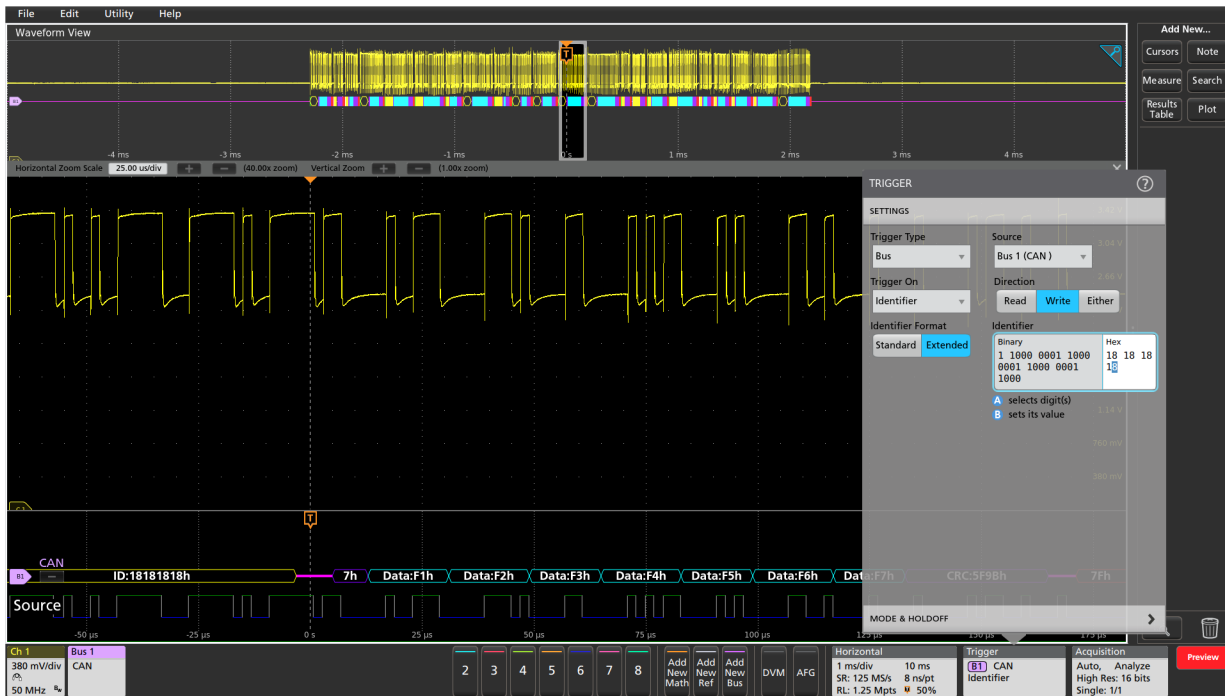 File Edit Utility Help
Waveform View
Add New...
Cursors Note
Measure Search
Results Table Plot
T
B1
-4 ms -3 ms -2 ms -1 ms 0 s 1 ms 2 ms 3 ms 4 ms
Horizontal Zoom Scale 25.00 us/div + − (40.00x zoom) Vertical Zoom + − (1.00x zoom)
TRIGGER ?
SETTINGS
Trigger Type Source
Bus Bus 1 (CAN )
3.04 V
2.66 V
Trigger On Direction
Identifier Read Write Either
Identifier Format Identifier
Standard Extended
Binary Hex
1 1000 0001 1000 18 18 18
0001 1000 0001 18
1000
A selects digit(s)
B sets its value
1.14 V
760 mV
380 mV
C1
T
CAN
B1 ID:18181818h 7h Data:F1h Data:F2h Data:F3h Data:F4h Data:F5h Data:F6h Data:F7h CRC:5F9Bh 7Fh
Source
MODE & HOLDOFF
-50 µs -25 µs 0 s 25 µs 50 µs 75 µs 100 µs 125 µs 150 µs 175 µs
Ch 1
380 mV/div
50 MHz Bw
Bus 1
CAN
2 3 4 5 6 7 8
Add New Math
Add New Ref
Add New Bus
DVM AFG
Horizontal
1 ms/div 10 ms
SR: 125 MS/s 8 ns/pt
RL: 1.25 Mpts 50%
Trigger
B1 CAN
Identifier
Acquisition
Auto, Analyze
High Res: 16 bits
Single: 1/1
Preview